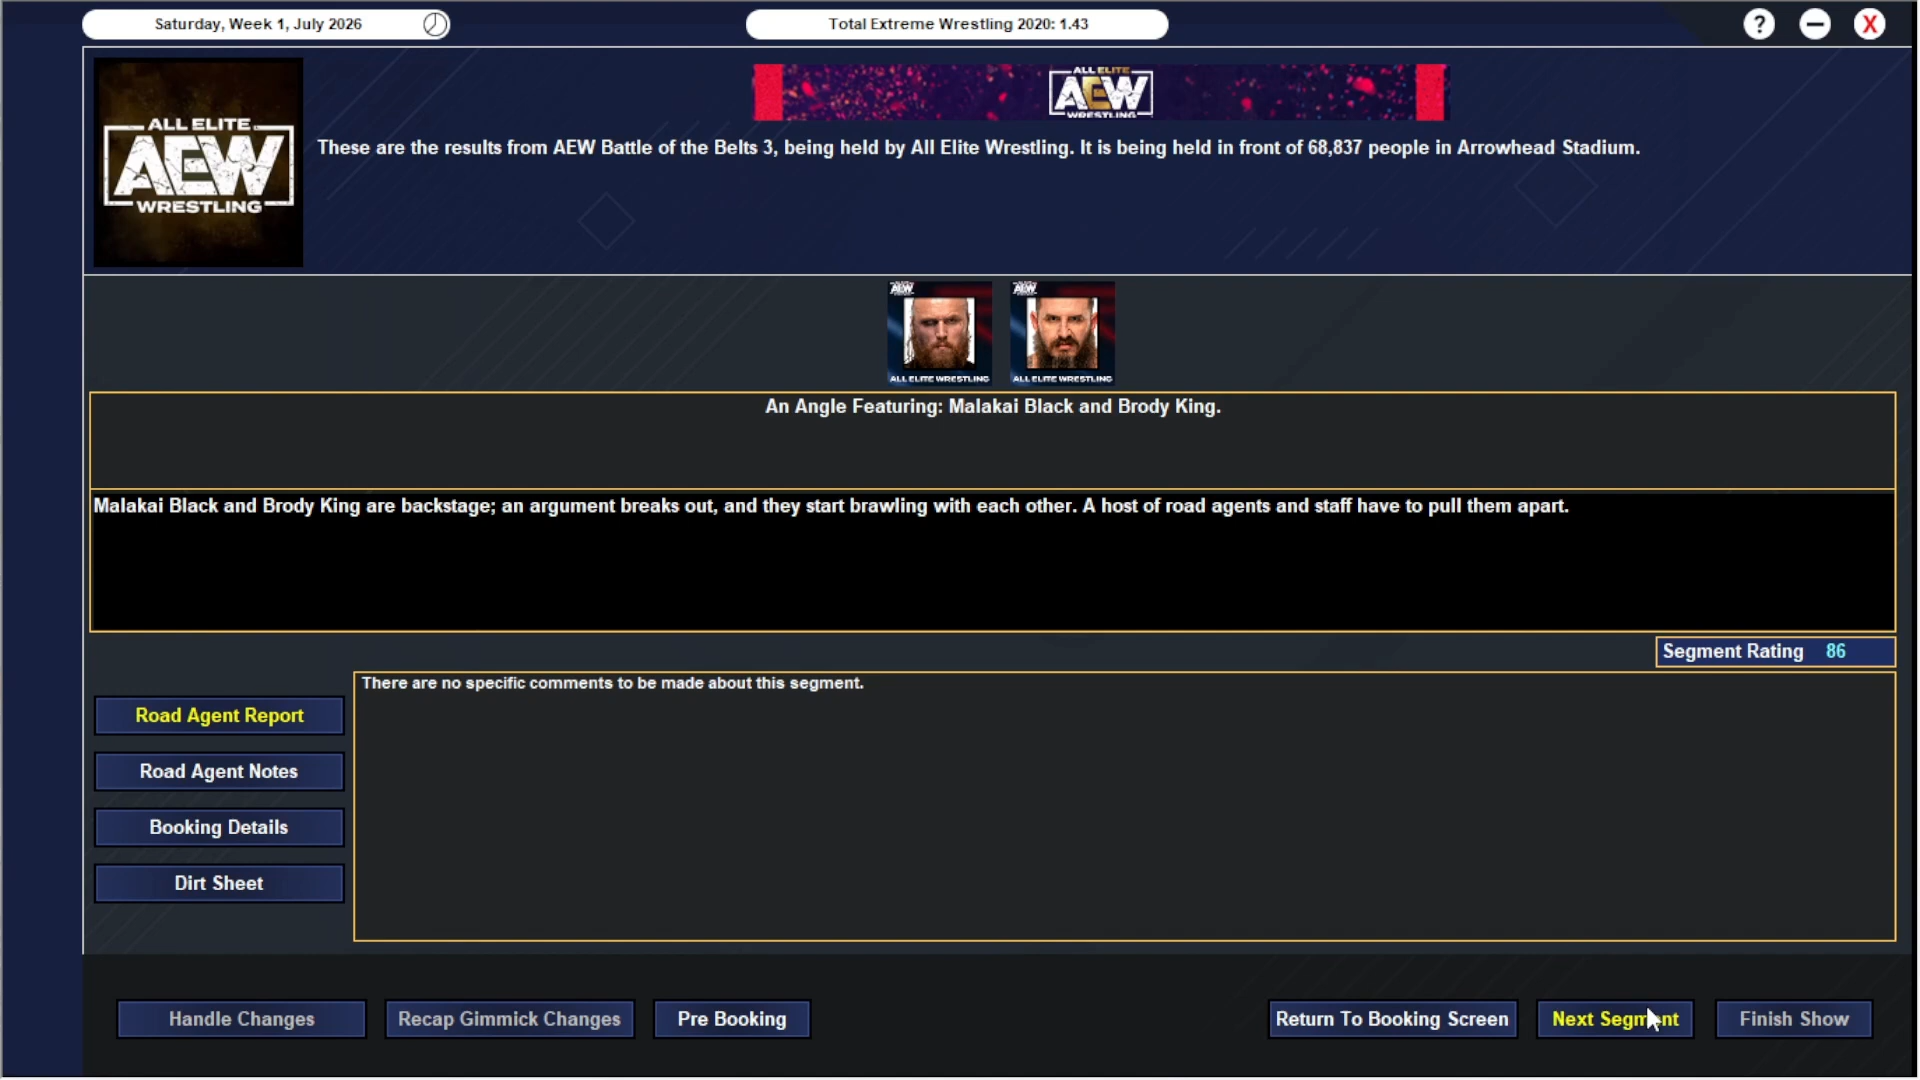 Saturday, Week 1, July 2026
Total Extreme Wrestling 2020: 1.43
?
X
ALL ELITE
AEW
WRESTLING
ALL ELITE
AEW
WRESTLING
These are the results from AEW Battle of the Belts 3, being held by All Elite Wrestling. It is being held in front of 68,837 people in Arrowhead Stadium.
AEW
AEW
ALL ELITE WRESTLING
ALL ELITE WRESTLING
An Angle Featuring: Malakai Black and Brody King.
Malakai Black and Brody King are backstage; an argument breaks out, and they start brawling with each other. A host of road agents and staff have to pull them apart.
Segment Rating 86
There are no specific comments to be made about this segment.
Road Agent Report
Road Agent Notes
Booking Details
Dirt Sheet
Handle Changes
Recap Gimmick Changes
Pre Booking
Return To Booking Screen
Next Segment
Finish Show